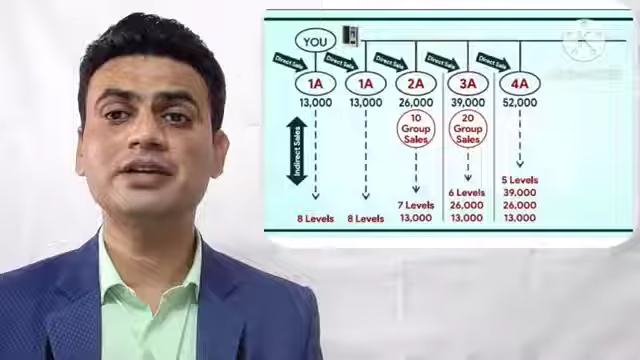 YOU
Direct Sale Direct Sale Direct Sale Direct Sale Direct Sale
1A 1A 2A 3A 4A
13,000 13,000 26,000 39,000 52,000
10 Group Sales
20 Group Sales
Indirect Sales
8 Levels
8 Levels
7 Levels
13,000
6 Levels
26,000
13,000
5 Levels
39,000
26,000
13,000
K